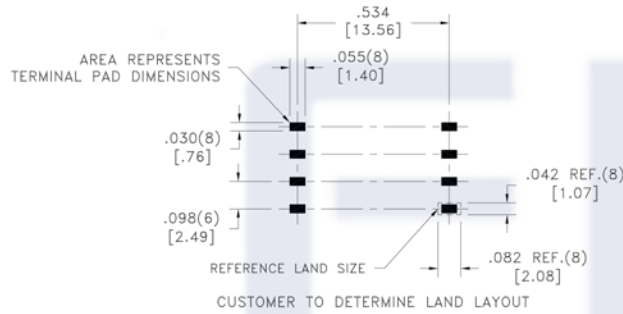 .534
[13.56]
AREA REPRESENTS
TERMINAL PAD DIMENSIONS
.055(8)
[1.40]
.030(8)
[.76]
.042 REF.(8)
[1.07]
.098(6)
[2.49]
REFERENCE LAND SIZE
.082 REF.(8)
[2.08]
CUSTOMER TO DETERMINE LAND LAYOUT